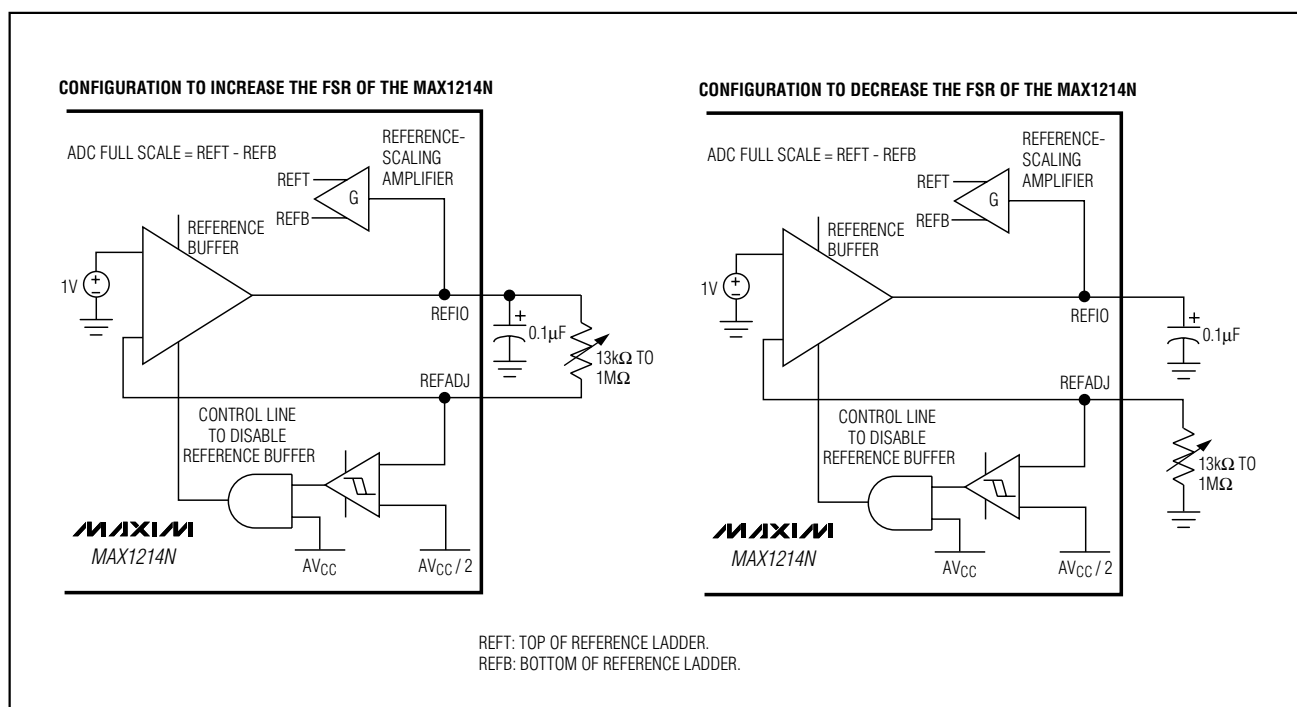 CONFIGURATION TO INCREASE THE FSR OF THE MAX1214N
ADC FULL SCALE = REFT - REFB
REFERENCE-
SCALING
AMPLIFIER
REFT
G
REFB
REFERENCE
BUFFER
1V
+
−
REFIO
+
0.1µF
13kΩ TO
1MΩ
REFADJ
CONTROL LINE
TO DISABLE
REFERENCE BUFFER
MAXIM
MAX1214N
AVCC
AVCC / 2
CONFIGURATION TO DECREASE THE FSR OF THE MAX1214N
ADC FULL SCALE = REFT - REFB
REFERENCE-
SCALING
AMPLIFIER
REFT
G
REFB
REFERENCE
BUFFER
1V
+
−
REFIO
+
0.1µF
REFADJ
CONTROL LINE
TO DISABLE
REFERENCE BUFFER
13kΩ TO
1MΩ
MAXIM
MAX1214N
AVCC
AVCC / 2
REFT: TOP OF REFERENCE LADDER.
REFB: BOTTOM OF REFERENCE LADDER.